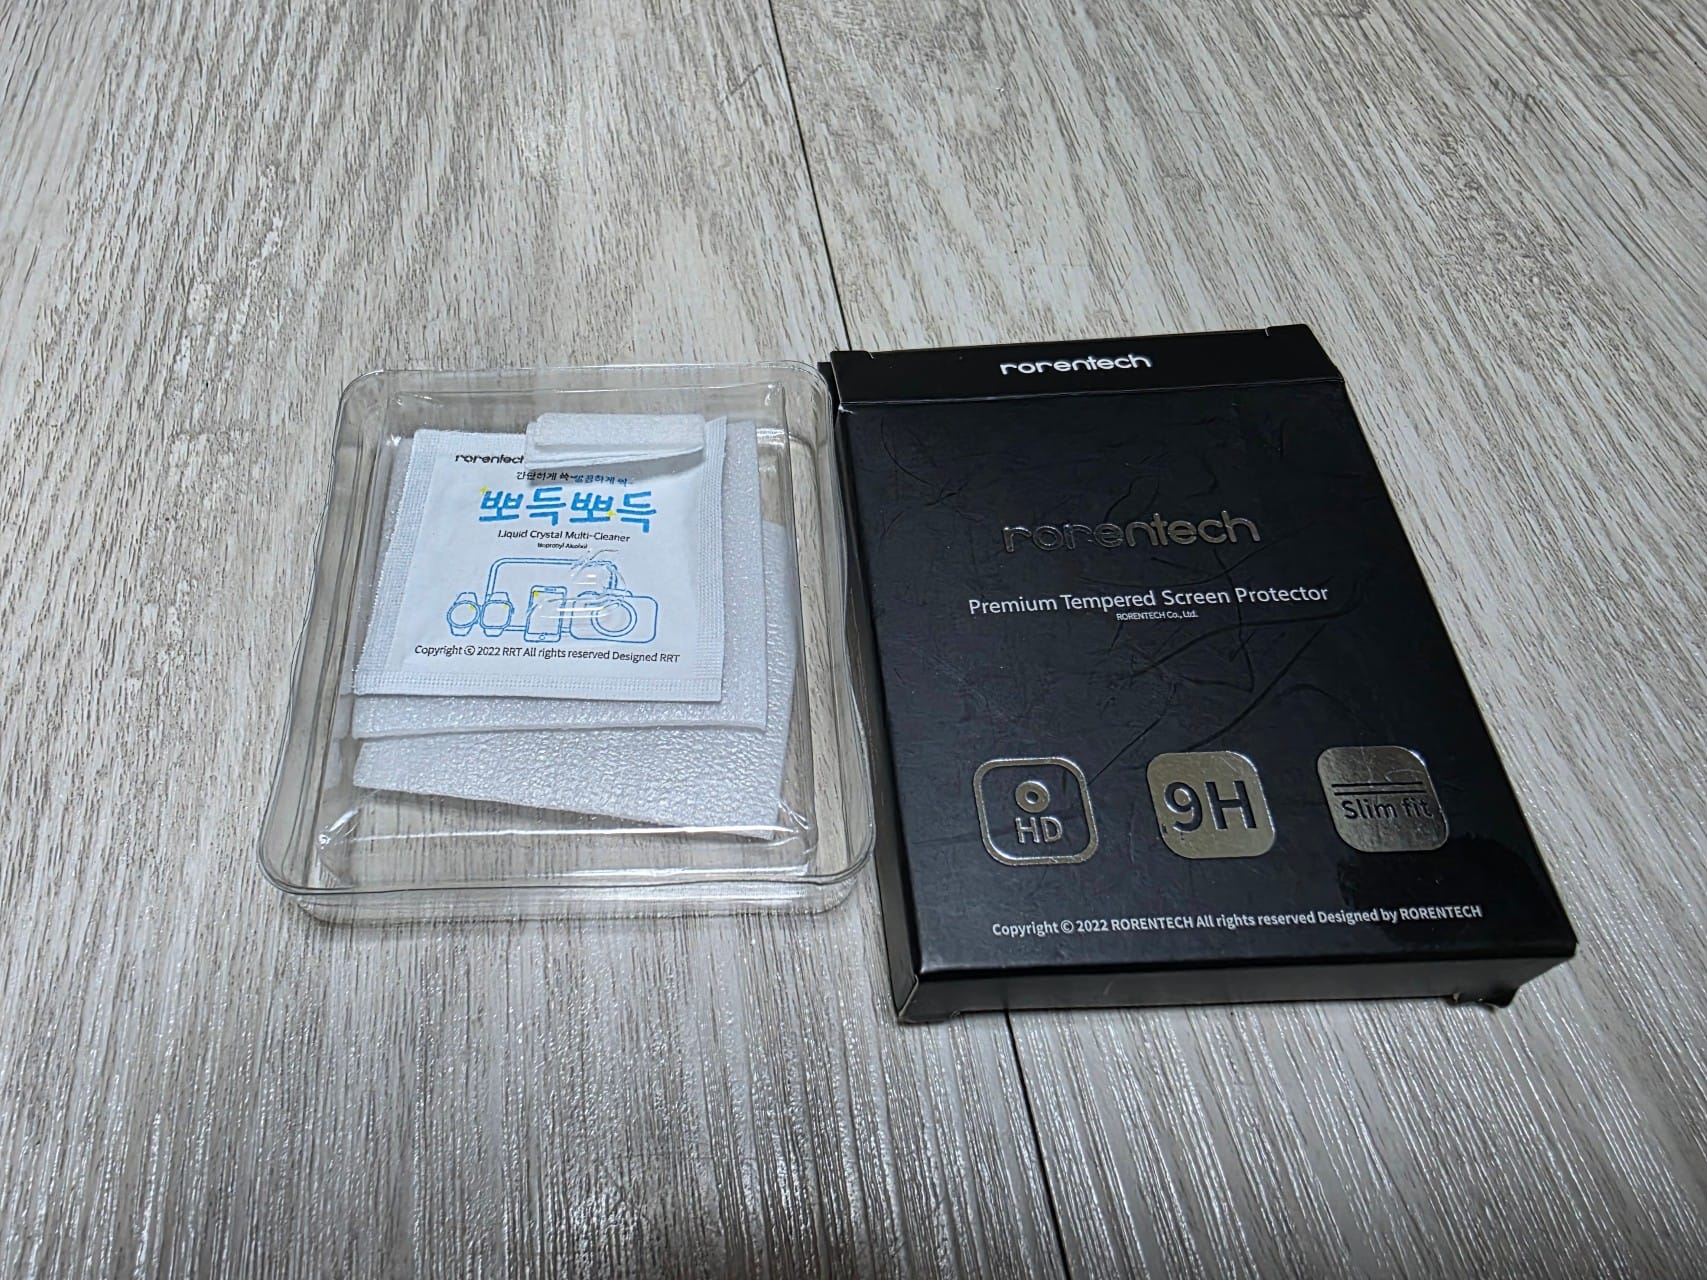 rorentech
간단하게 쓱~ 깔끔하게 싹~
뽀득뽀득
Liquid Crystal Multi-Cleaner
Isopropyl Alcohol
Copyright © 2022 RRT All rights reserved Designed RRT
rorentech
rorentech
Premium Tempered Screen Protector
RORENTECH Co., Ltd.
HD
9H
Slim fit
Copyright © 2022 RORENTECH All rights reserved Designed by RORENTECH